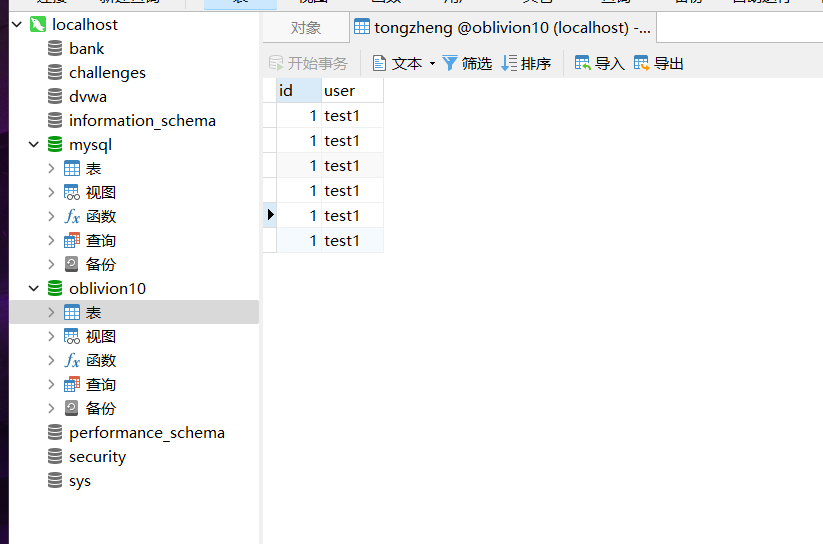 对象
tongzheng @oblivion10 (localhost) -...
开始事务
文本
筛选
排序
导入
导出
localhost
bank
challenges
dvwa
information_schema
mysql
表
视图
函数
查询
备份
oblivion10
表
视图
函数
查询
备份
performance_schema
security
sys
id user
1 test1
1 test1
1 test1
1 test1
1 test1
1 test1